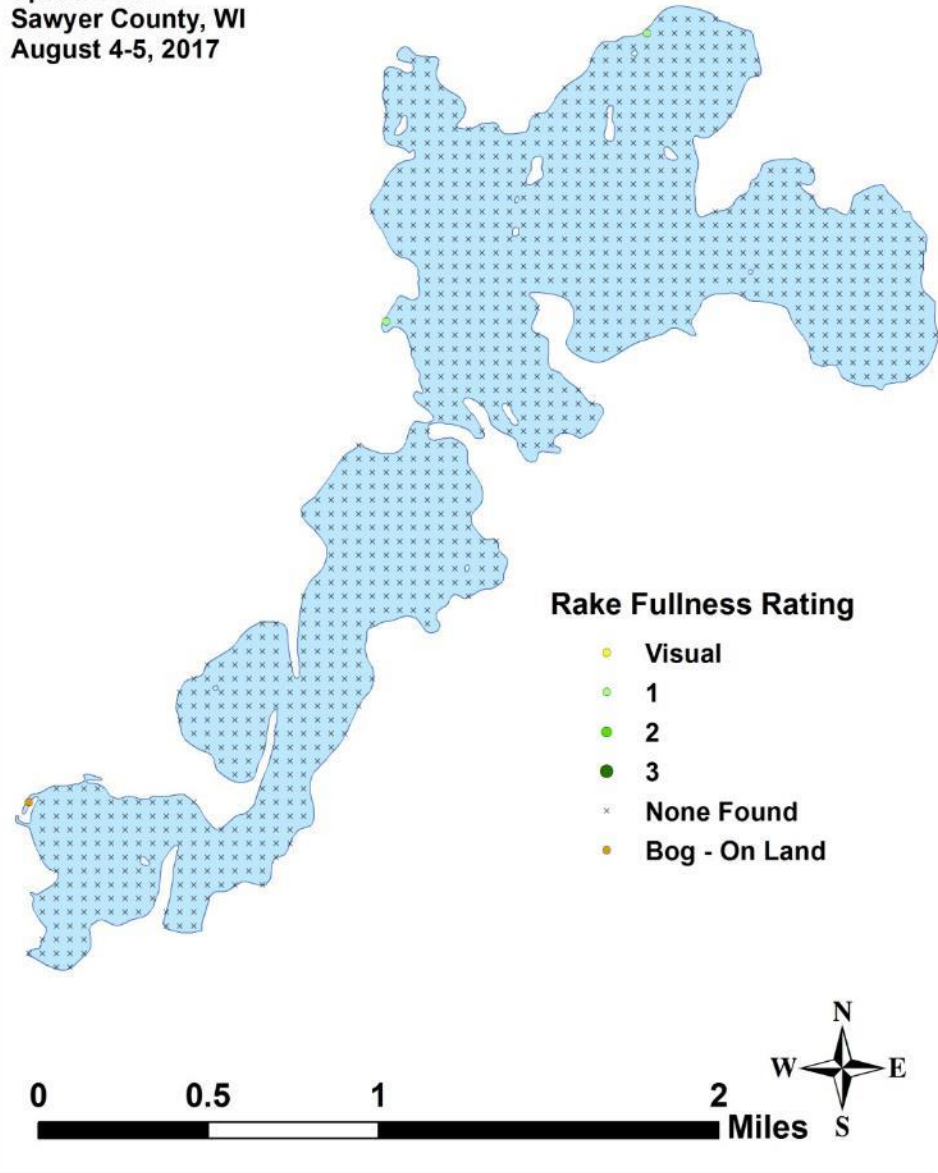 Sawyer County, WI
August 4-5, 2017
Rake Fullness Rating
Visual
1
2
3
None Found
Bog - On Land
N
W E
S
0 0.5 1 2
Miles